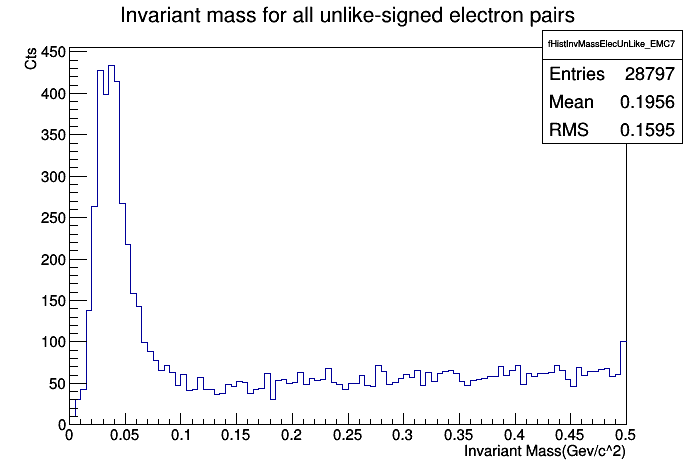 Invariant mass for all unlike-signed electron pairs
fHistInvMassElecUnLike_EMC7
Entries 28797
Mean 0.1956
RMS 0.1595
Cts
450
400
350
300
250
200
150
100
50
0
0 0.05 0.1 0.15 0.2 0.25 0.3 0.35 0.4 0.45 0.5
Invariant Mass(Gev/c^2)